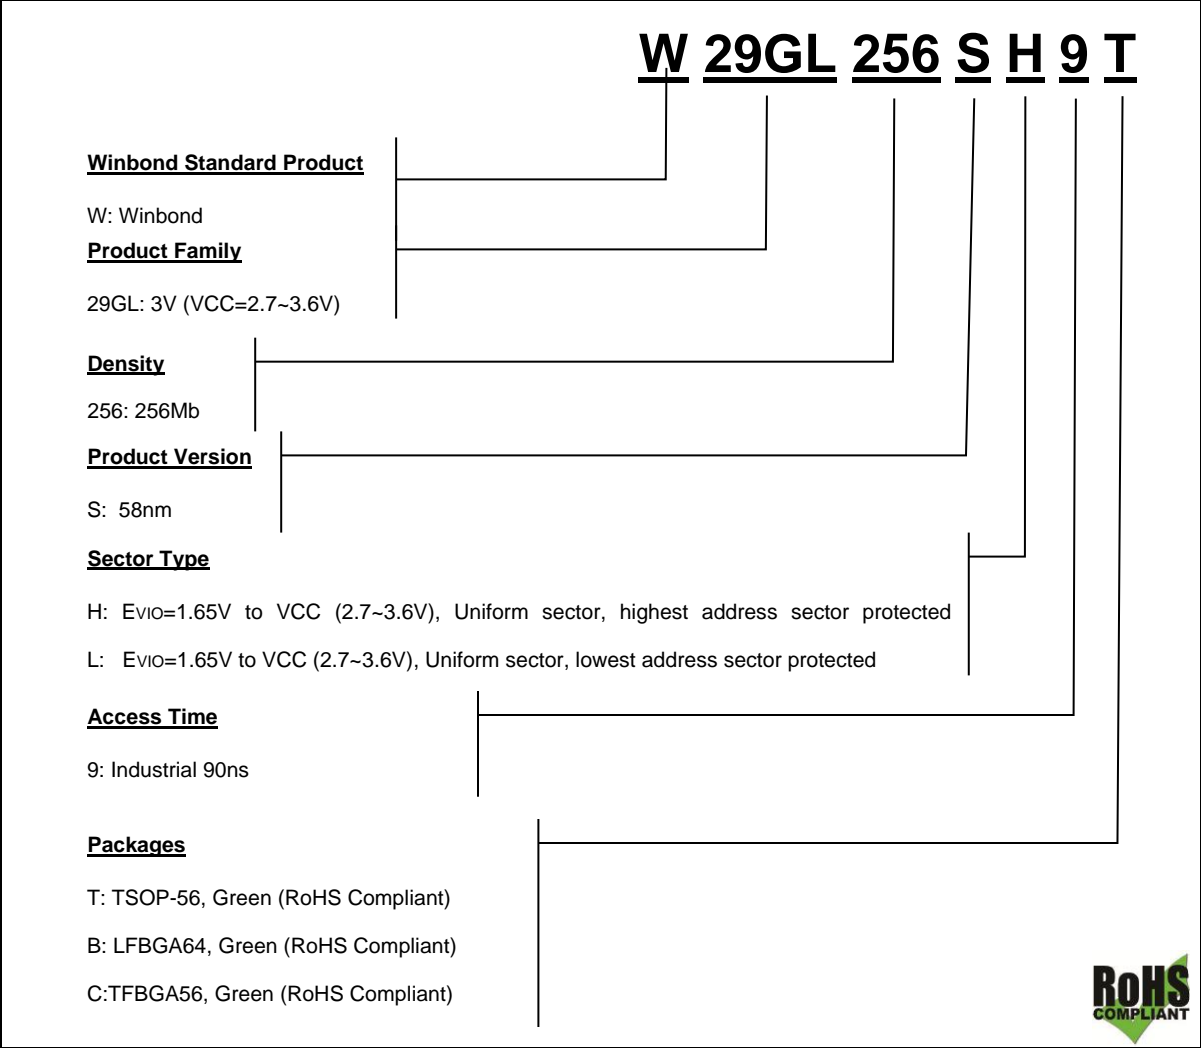 W 29GL 256 S H 9 T
Winbond Standard Product
W: Winbond
Product Family
29GL: 3V (VCC=2.7~3.6V)
Density
256: 256Mb
Product Version
S: 58nm
Sector Type
H: EVIO=1.65V to VCC (2.7~3.6V), Uniform sector, highest address sector protected
L: EVIO=1.65V to VCC (2.7~3.6V), Uniform sector, lowest address sector protected
Access Time
9: Industrial 90ns
Packages
T: TSOP-56, Green (RoHS Compliant)
B: LFBGA64, Green (RoHS Compliant)
C:TFBGA56, Green (RoHS Compliant)
RoHS
COMPLIANT